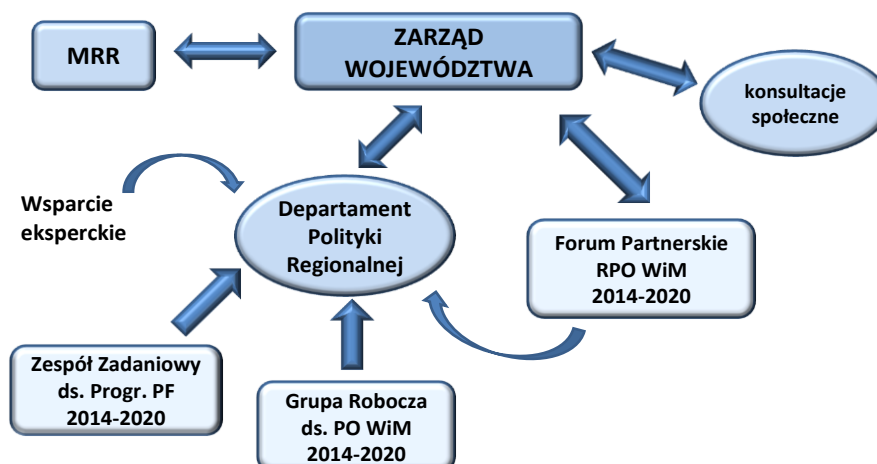 MRR
ZARZĄD
WOJEWÓDZTWA
konsultacje
społeczne
Wsparcie
eksperckie
Departament
Polityki
Regionalnej
Forum Partnerskie
RPO WiM
2014-2020
Zespół Zadaniowy
ds. Progr. PF
2014-2020
Grupa Robocza
ds. PO WiM
2014-2020